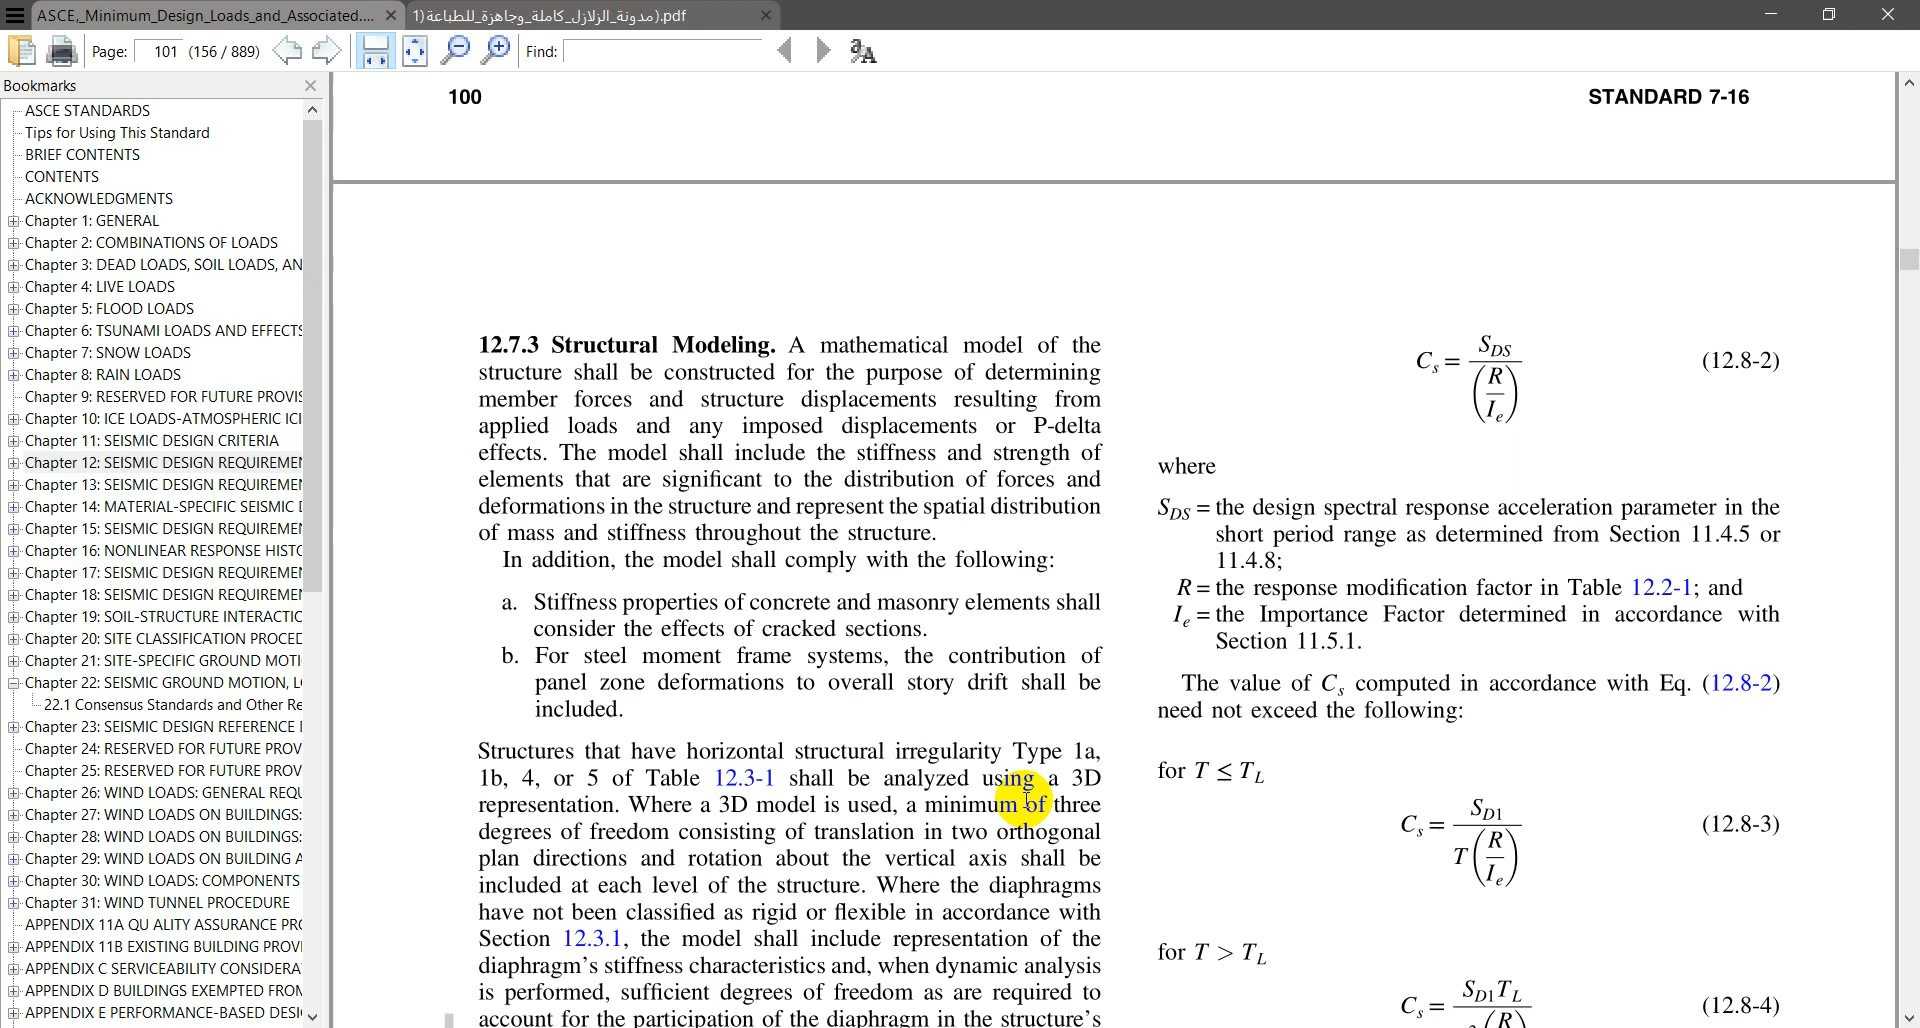 ASCE,_Minimum_Design_Loads_and_Associated....
1)مدونة_الزلازل_كاملة_وجاهزة_للطباعة).pdf
Page: 101 (156 / 889)
Find:
Bookmarks
ASCE STANDARDS
Tips for Using This Standard
BRIEF CONTENTS
CONTENTS
ACKNOWLEDGMENTS
Chapter 1: GENERAL
Chapter 2: COMBINATIONS OF LOADS
Chapter 3: DEAD LOADS, SOIL LOADS, AN
Chapter 4: LIVE LOADS
Chapter 5: FLOOD LOADS
Chapter 6: TSUNAMI LOADS AND EFFECTS
Chapter 7: SNOW LOADS
Chapter 8: RAIN LOADS
Chapter 9: RESERVED FOR FUTURE PROVIS
Chapter 10: ICE LOADS-ATMOSPHERIC ICI
Chapter 11: SEISMIC DESIGN CRITERIA
Chapter 12: SEISMIC DESIGN REQUIREMEN
Chapter 13: SEISMIC DESIGN REQUIREMEN
Chapter 14: MATERIAL-SPECIFIC SEISMIC D
Chapter 15: SEISMIC DESIGN REQUIREMEN
Chapter 16: NONLINEAR RESPONSE HISTO
Chapter 17: SEISMIC DESIGN REQUIREMEN
Chapter 18: SEISMIC DESIGN REQUIREMEN
Chapter 19: SOIL-STRUCTURE INTERACTIO
Chapter 20: SITE CLASSIFICATION PROCED
Chapter 21: SITE-SPECIFIC GROUND MOTI
Chapter 22: SEISMIC GROUND MOTION, L
22.1 Consensus Standards and Other Re
Chapter 23: SEISMIC DESIGN REFERENCE
Chapter 24: RESERVED FOR FUTURE PROV
Chapter 25: RESERVED FOR FUTURE PROV
Chapter 26: WIND LOADS: GENERAL REQU
Chapter 27: WIND LOADS ON BUILDINGS:
Chapter 28: WIND LOADS ON BUILDINGS:
Chapter 29: WIND LOADS ON BUILDING A
Chapter 30: WIND LOADS: COMPONENTS
Chapter 31: WIND TUNNEL PROCEDURE
APPENDIX 11A QU ALITY ASSURANCE PRO
APPENDIX 11B EXISTING BUILDING PROVI
APPENDIX C SERVICEABILITY CONSIDERA
APPENDIX D BUILDINGS EXEMPTED FROM
APPENDIX E PERFORMANCE-BASED DESI
100
STANDARD 7-16
12.7.3 Structural Modeling. A mathematical model of the
structure shall be constructed for the purpose of determining
member forces and structure displacements resulting from
applied loads and any imposed displacements or P-delta
effects. The model shall include the stiffness and strength of
elements that are significant to the distribution of forces and
deformations in the structure and represent the spatial distribution
of mass and stiffness throughout the structure.
In addition, the model shall comply with the following:
a. Stiffness properties of concrete and masonry elements shall
consider the effects of cracked sections.
b. For steel moment frame systems, the contribution of
panel zone deformations to overall story drift shall be
included.
Structures that have horizontal structural irregularity Type 1a,
1b, 4, or 5 of Table 12.3-1 shall be analyzed using a 3D
representation. Where a 3D model is used, a minimum of three
degrees of freedom consisting of translation in two orthogonal
plan directions and rotation about the vertical axis shall be
included at each level of the structure. Where the diaphragms
have not been classified as rigid or flexible in accordance with
Section 12.3.1, the model shall include representation of the
diaphragm’s stiffness characteristics and, when dynamic analysis
is performed, sufficient degrees of freedom as are required to
account for the participation of the diaphragm in the structure’s
C_s = S_DS / (R/I_e) (12.8-2)
where
S_DS = the design spectral response acceleration parameter in the
short period range as determined from Section 11.4.5 or
11.4.8;
R = the response modification factor in Table 12.2-1; and
I_e = the Importance Factor determined in accordance with
Section 11.5.1.
The value of C_s computed in accordance with Eq. (12.8-2)
need not exceed the following:
for T ≤ T_L
C_s = S_D1 / T(R/I_e) (12.8-3)
for T > T_L
C_s = S_D1 T_L (12.8-4)